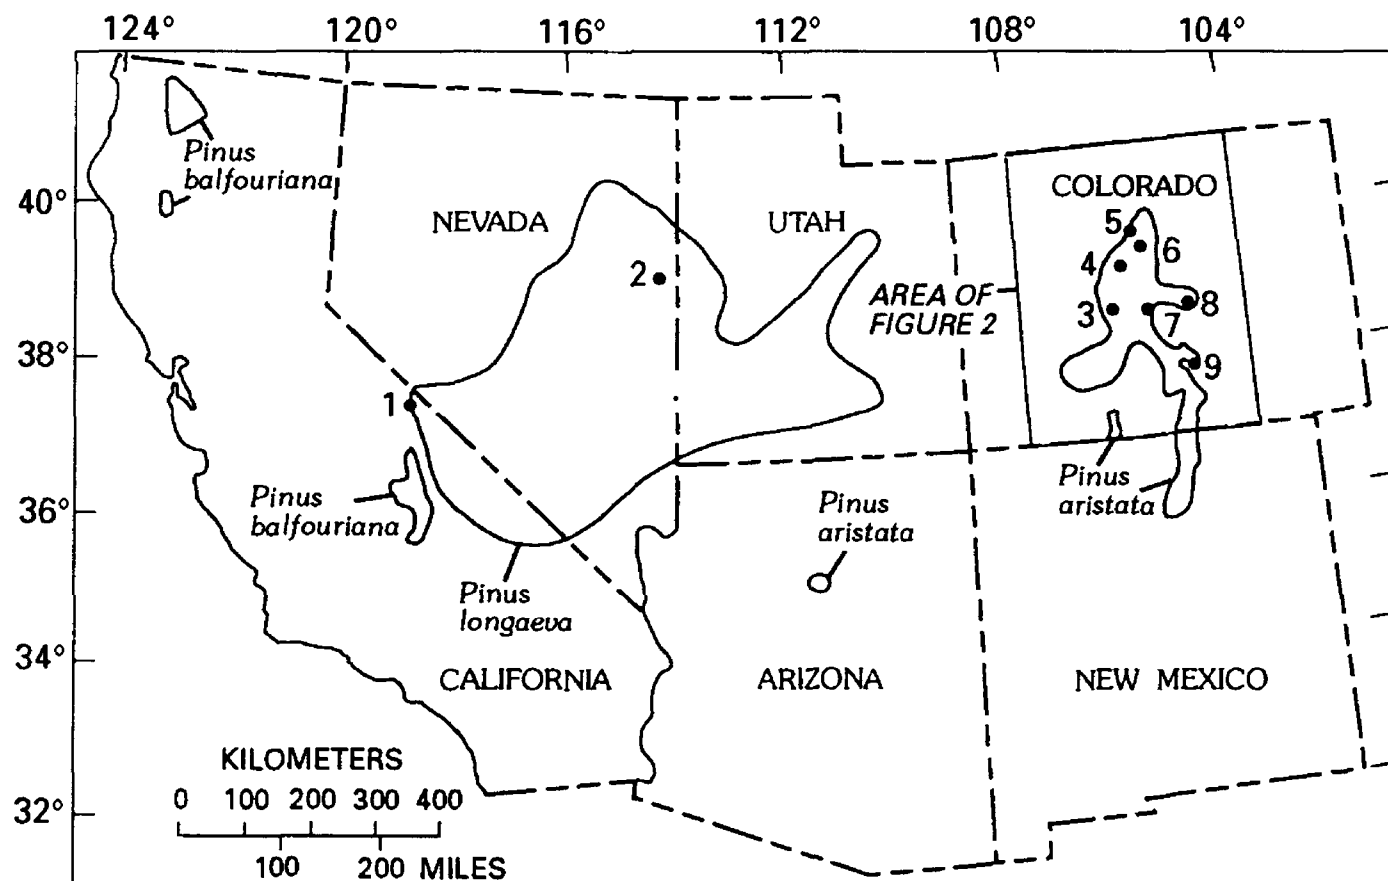 124° 120° 116° 112° 108° 104°
Pinus
balfouriana
40°
COLORADO
NEVADA
UTAH
5
6
4
2
AREA OF
FIGURE 2
3
8
7
38°
9
1
Pinus
aristata
Pinus
balfouriana
36°
Pinus
aristata
Pinus
longaeva
34°
CALIFORNIA
ARIZONA
NEW MEXICO
KILOMETERS
0 100 200 300 400
32°
100 200 MILES